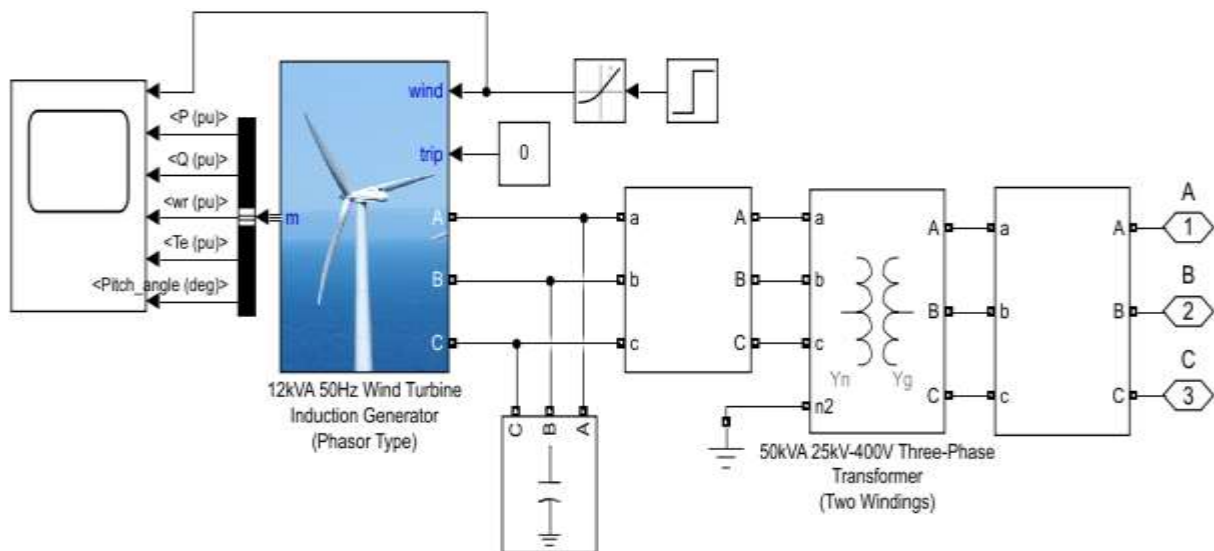 wind
<P (pu)>
<Q (pu)>
trip
0
<wr (pu)>
m
<Te (pu)>
<Pitch_angle (deg)>
A
B
C
a
b
c
A
B
C
a
b
c
n2
Yn
Yg
A
B
C
a
b
c
A
B
C
A
1
B
2
C
3
12kVA 50Hz Wind Turbine
Induction Generator
(Phasor Type)
C
B
A
50kVA 25kV-400V Three-Phase
Transformer
(Two Windings)